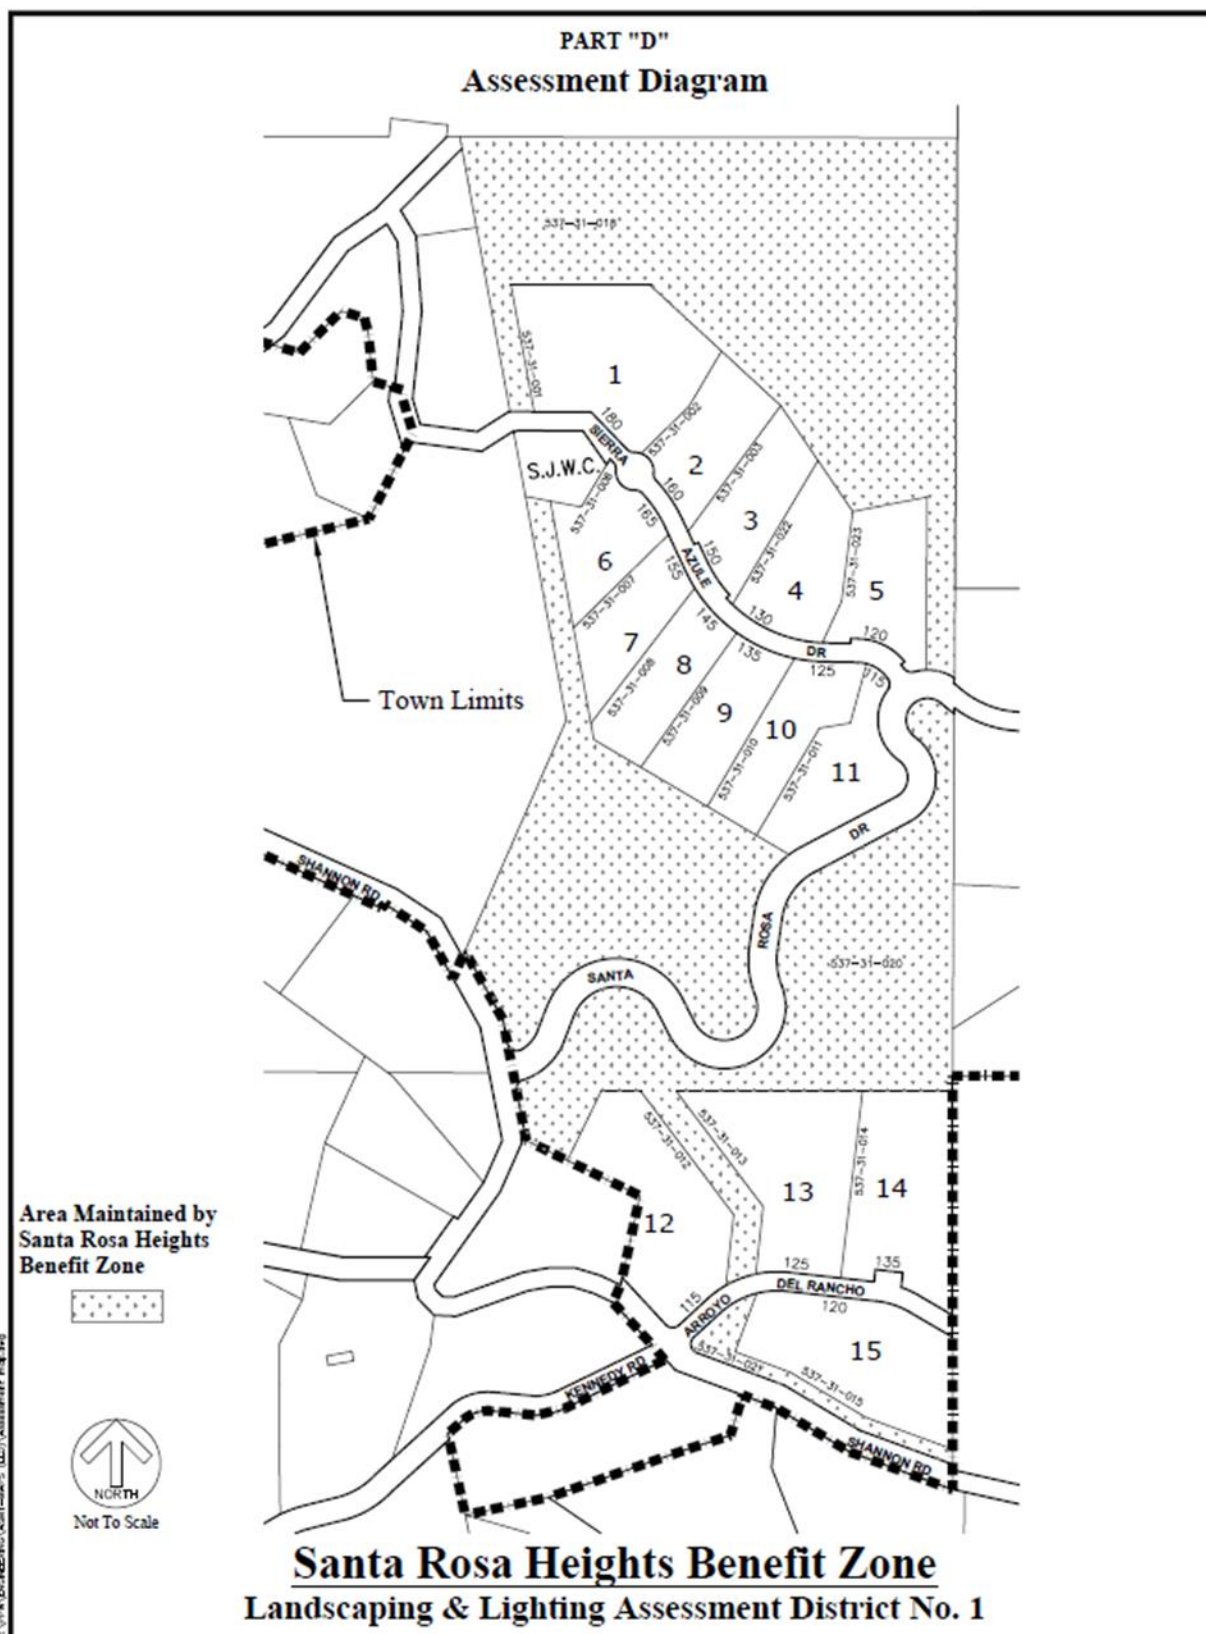 PART "D"
Assessment Diagram
537-31-018
537-31-001
1
180
SIERRA
537-31-002
2
537-31-003
S.J.W.C.
537-31-006
160
165
3
150
AZULE
155
537-31-022
537-31-023
6
4
5
537-31-007
145
130
120
7
135
DR
125
115
8
537-31-008
537-31-009
9
10
537-31-010
537-31-011
11
Town Limits
DR
SHANNON RD
ROSA
SANTA
537-31-020
537-31-012
537-31-013
537-31-014
13
14
12
Area Maintained by
Santa Rosa Heights
Benefit Zone
125
135
DEL RANCHO
115
ARROYO
120
15
537-31-021
537-31-015
KENNEDY RD
SHANNON RD
NORTH
Not To Scale
Santa Rosa Heights Benefit Zone
Landscaping & Lighting Assessment District No. 1